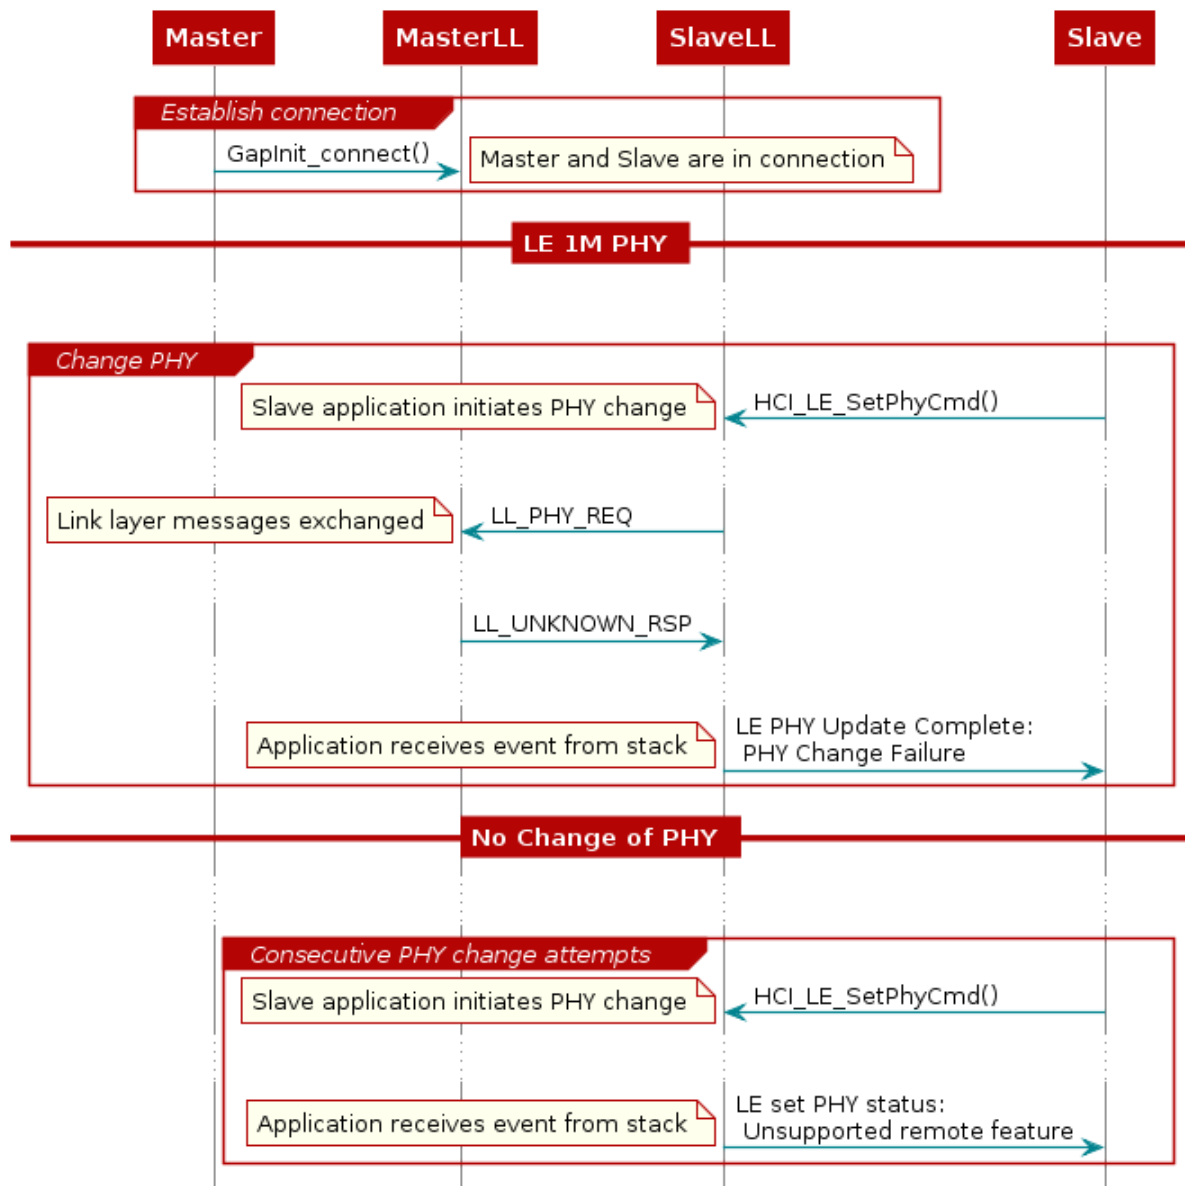 Master
MasterLL
SlaveLL
Slave
Establish connection
GapInit_connect()
Master and Slave are in connection
LE 1M PHY
Change PHY
Slave application initiates PHY change
HCI_LE_SetPhyCmd()
Link layer messages exchanged
LL_PHY_REQ
LL_UNKNOWN_RSP
Application receives event from stack
LE PHY Update Complete:
PHY Change Failure
No Change of PHY
Consecutive PHY change attempts
Slave application initiates PHY change
HCI_LE_SetPhyCmd()
Application receives event from stack
LE set PHY status:
Unsupported remote feature